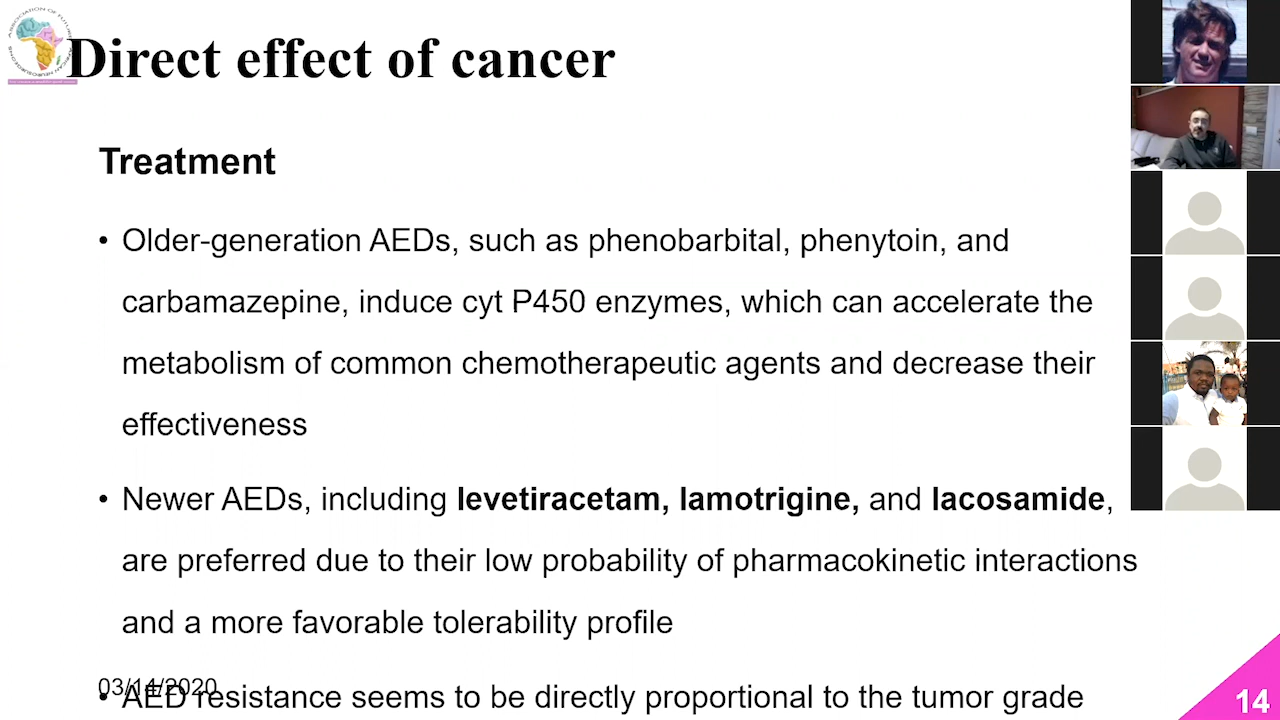 Direct effect of cancer
Treatment
• Older-generation AEDs, such as phenobarbital, phenytoin, and
carbamazepine, induce cyt P450 enzymes, which can accelerate the
metabolism of common chemotherapeutic agents and decrease their
effectiveness
• Newer AEDs, including levetiracetam, lamotrigine, and lacosamide,
are preferred due to their low probability of pharmacokinetic interactions
and a more favorable tolerability profile
• AED resistance seems to be directly proportional to the tumor grade
03/14/2020
14